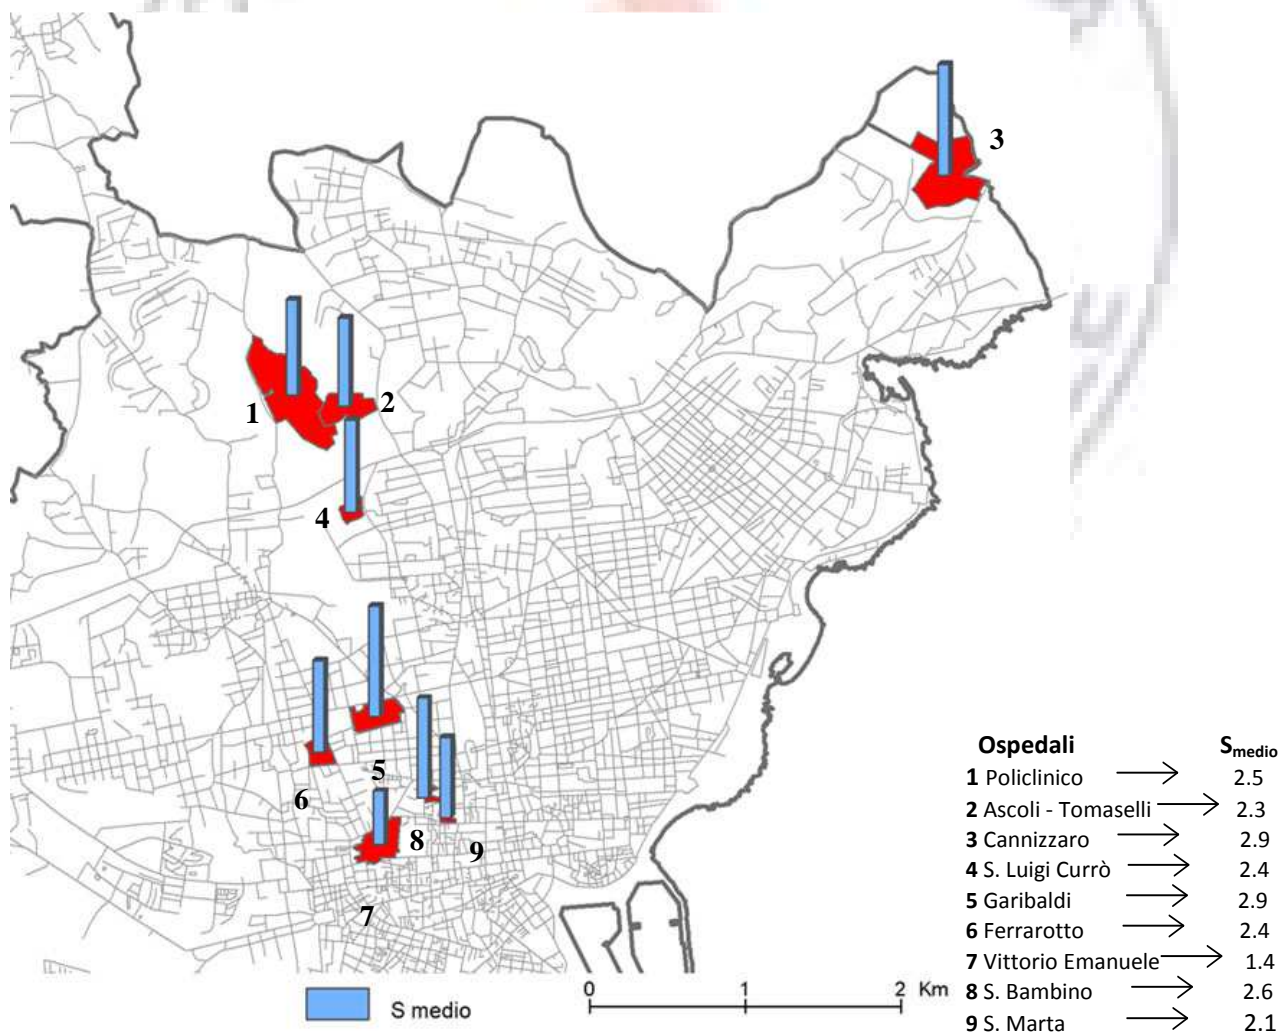 3
1
2
4
5
6
8
9
7
Ospedali Smedio
1 Policlinico → 2.5
2 Ascoli - Tomaselli → 2.3
3 Cannizzaro → 2.9
4 S. Luigi Currò → 2.4
5 Garibaldi → 2.9
6 Ferrarotto → 2.4
7 Vittorio Emanuele → 1.4
8 S. Bambino → 2.6
9 S. Marta → 2.1
S medio
0 1 2 Km